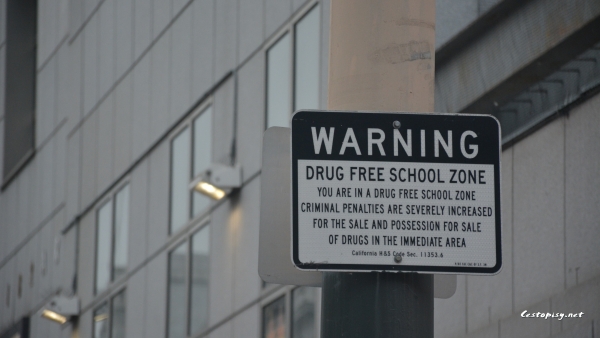 WARNING
DRUG FREE SCHOOL ZONE
YOU ARE IN A DRUG FREE SCHOOL ZONE
CRIMINAL PENALTIES ARE SEVERELY INCREASED
FOR THE SALE AND POSSESSION FOR SALE
OF DRUGS IN THE IMMEDIATE AREA
California H&S Code Sec. 11353.6
Cestopisy.net